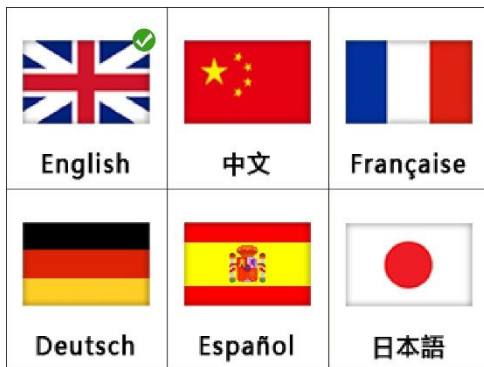 English
中文
Française
Deutsch
Español
日本語